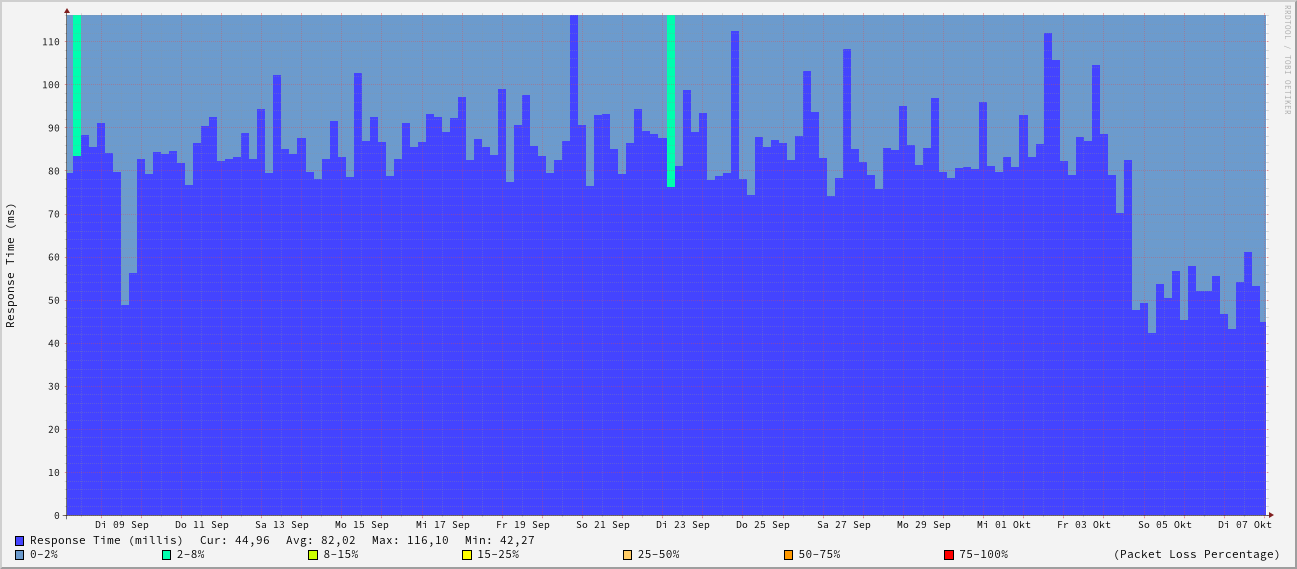 RRDTOOL / TOBI OETIKER
Response Time (ms)
110
100
90
80
70
60
50
40
30
20
10
0
Di 09 Sep Do 11 Sep Sa 13 Sep Mo 15 Sep Mi 17 Sep Fr 19 Sep So 21 Sep Di 23 Sep Do 25 Sep Sa 27 Sep Mo 29 Sep Mi 01 Okt Fr 03 Okt So 05 Okt Di 07 Okt
Response Time (millis) Cur: 44,96 Avg: 82,02 Max: 116,10 Min: 42,27
0-2% 2-8% 8-15% 15-25% 25-50% 50-75% 75-100% (Packet Loss Percentage)